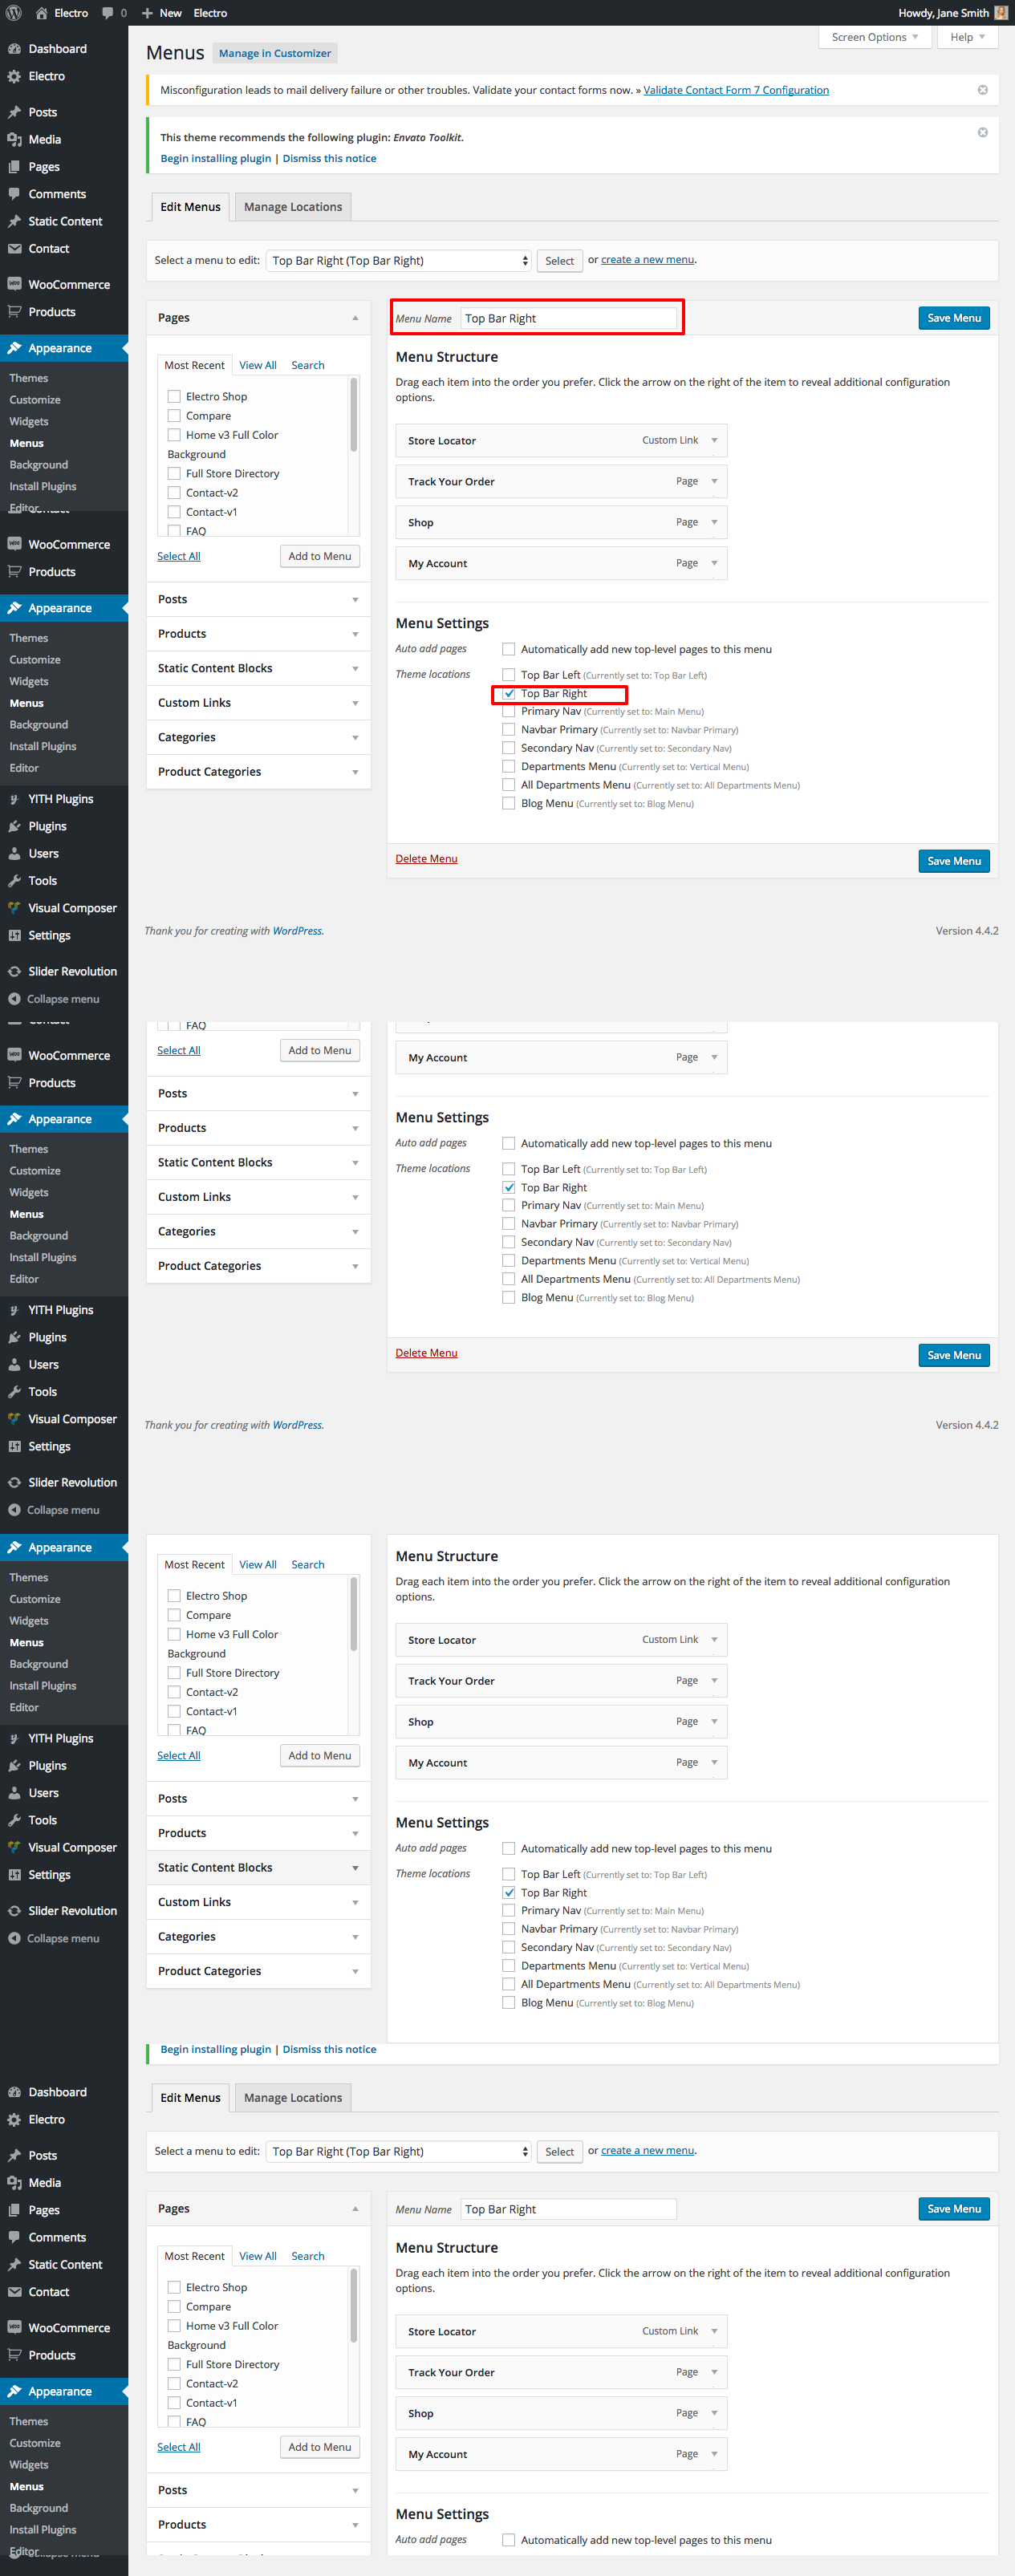 Electro 0 New Electro Howdy, Jane Smith
Screen Options Help
Dashboard
Electro
Posts
Media
Pages
Comments
Static Content
Contact
WooCommerce
Products
Appearance
Themes
Customize
Widgets
Menus
Background
Install Plugins
Editor
Contact
WooCommerce
Products
Appearance
Themes
Customize
Widgets
Menus
Background
Install Plugins
Editor
YITH Plugins
Plugins
Users
Tools
Visual Composer
Settings
Slider Revolution
Collapse menu
Menus Manage in Customizer
Misconfiguration leads to mail delivery failure or other troubles. Validate your contact forms now. » Validate Contact Form 7 Configuration
This theme recommends the following plugin: Envato Toolkit.
Begin installing plugin | Dismiss this notice
Edit Menus Manage Locations
Select a menu to edit: Top Bar Right (Top Bar Right) Select or create a new menu.
Pages
Most Recent View All Search
Electro Shop
Compare
Home v3 Full Color
Background
Full Store Directory
Contact-v2
Contact-v1
FAQ
Select All Add to Menu
Posts
Products
Static Content Blocks
Custom Links
Categories
Product Categories
Menu Name Top Bar Right Save Menu
Menu Structure
Drag each item into the order you prefer. Click the arrow on the right of the item to reveal additional configuration
options.
Store Locator Custom Link
Track Your Order Page
Shop Page
My Account Page
Menu Settings
Auto add pages Automatically add new top-level pages to this menu
Theme locations Top Bar Left (Currently set to: Top Bar Left)
Top Bar Right
Primary Nav (Currently set to: Main Menu)
Navbar Primary (Currently set to: Navbar Primary)
Secondary Nav (Currently set to: Secondary Nav)
Departments Menu (Currently set to: Vertical Menu)
All Departments Menu (Currently set to: All Departments Menu)
Blog Menu (Currently set to: Blog Menu)
Delete Menu Save Menu
Thank you for creating with WordPress. Version 4.4.2
Contact
WooCommerce
Products
Appearance
Themes
Customize
Widgets
Menus
Background
Install Plugins
Editor
YITH Plugins
Plugins
Users
Tools
Visual Composer
Settings
Slider Revolution
Collapse menu
FAQ
Select All Add to Menu
Posts
Products
Static Content Blocks
Custom Links
Categories
Product Categories
My Account Page
Menu Settings
Auto add pages Automatically add new top-level pages to this menu
Theme locations Top Bar Left (Currently set to: Top Bar Left)
Top Bar Right
Primary Nav (Currently set to: Main Menu)
Navbar Primary (Currently set to: Navbar Primary)
Secondary Nav (Currently set to: Secondary Nav)
Departments Menu (Currently set to: Vertical Menu)
All Departments Menu (Currently set to: All Departments Menu)
Blog Menu (Currently set to: Blog Menu)
Delete Menu Save Menu
Thank you for creating with WordPress. Version 4.4.2
Appearance
Themes
Customize
Widgets
Menus
Background
Install Plugins
Editor
YITH Plugins
Plugins
Users
Tools
Visual Composer
Settings
Slider Revolution
Collapse menu
Most Recent View All Search
Electro Shop
Compare
Home v3 Full Color
Background
Full Store Directory
Contact-v2
Contact-v1
FAQ
Select All Add to Menu
Posts
Products
Static Content Blocks
Custom Links
Categories
Product Categories
Menu Structure
Drag each item into the order you prefer. Click the arrow on the right of the item to reveal additional configuration
options.
Store Locator Custom Link
Track Your Order Page
Shop Page
My Account Page
Menu Settings
Auto add pages Automatically add new top-level pages to this menu
Theme locations Top Bar Left (Currently set to: Top Bar Left)
Top Bar Right
Primary Nav (Currently set to: Main Menu)
Navbar Primary (Currently set to: Navbar Primary)
Secondary Nav (Currently set to: Secondary Nav)
Departments Menu (Currently set to: Vertical Menu)
All Departments Menu (Currently set to: All Departments Menu)
Blog Menu (Currently set to: Blog Menu)
Begin installing plugin | Dismiss this notice
Dashboard
Electro
Posts
Media
Pages
Comments
Static Content
Contact
WooCommerce
Products
Appearance
Themes
Customize
Widgets
Menus
Background
Install Plugins
Editor
Collapse menu
Edit Menus Manage Locations
Select a menu to edit: Top Bar Right (Top Bar Right) Select or create a new menu.
Pages
Most Recent View All Search
Electro Shop
Compare
Home v3 Full Color
Background
Full Store Directory
Contact-v2
Contact-v1
FAQ
Select All Add to Menu
Posts
Products
Menu Name Top Bar Right Save Menu
Menu Structure
Drag each item into the order you prefer. Click the arrow on the right of the item to reveal additional configuration
options.
Store Locator Custom Link
Track Your Order Page
Shop Page
My Account Page
Menu Settings
Auto add pages Automatically add new top-level pages to this menu